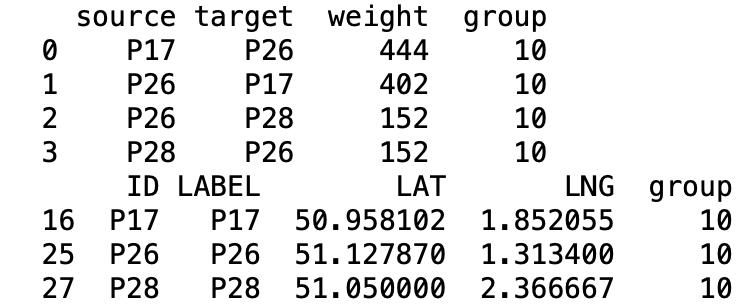 source target weight group
0 P17 P26 444 10
1 P26 P17 402 10
2 P26 P28 152 10
3 P28 P26 152 10
ID LABEL LAT LNG group
16 P17 P17 50.958102 1.852055 10
25 P26 P26 51.127870 1.313400 10
27 P28 P28 51.050000 2.366667 10